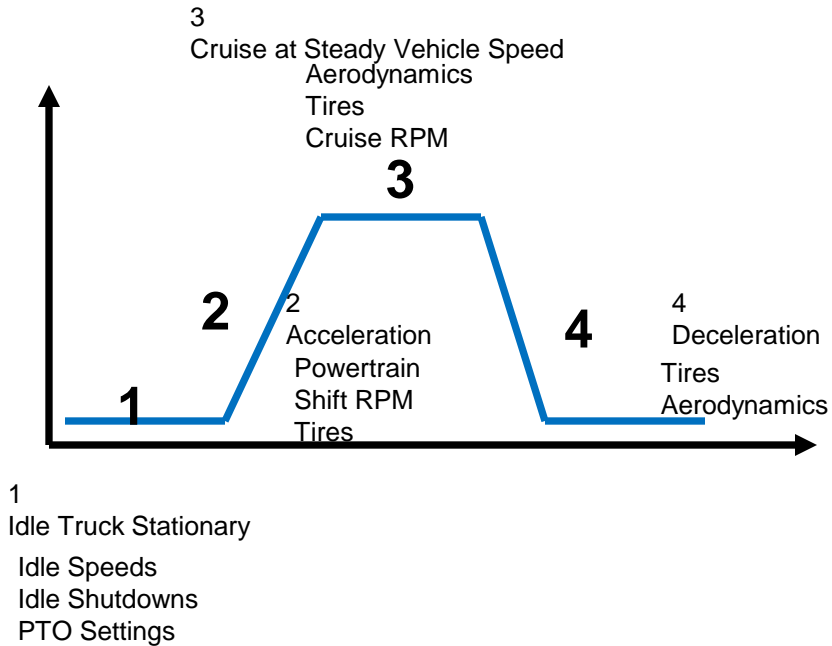 3
Cruise at Steady Vehicle Speed
Aerodynamics
Tires
Cruise RPM
3
2
2
Acceleration
Powertrain
Shift RPM
Tires
4
4
Deceleration
Tires
Aerodynamics
1
1
Idle Truck Stationary
Idle Speeds
Idle Shutdowns
PTO Settings